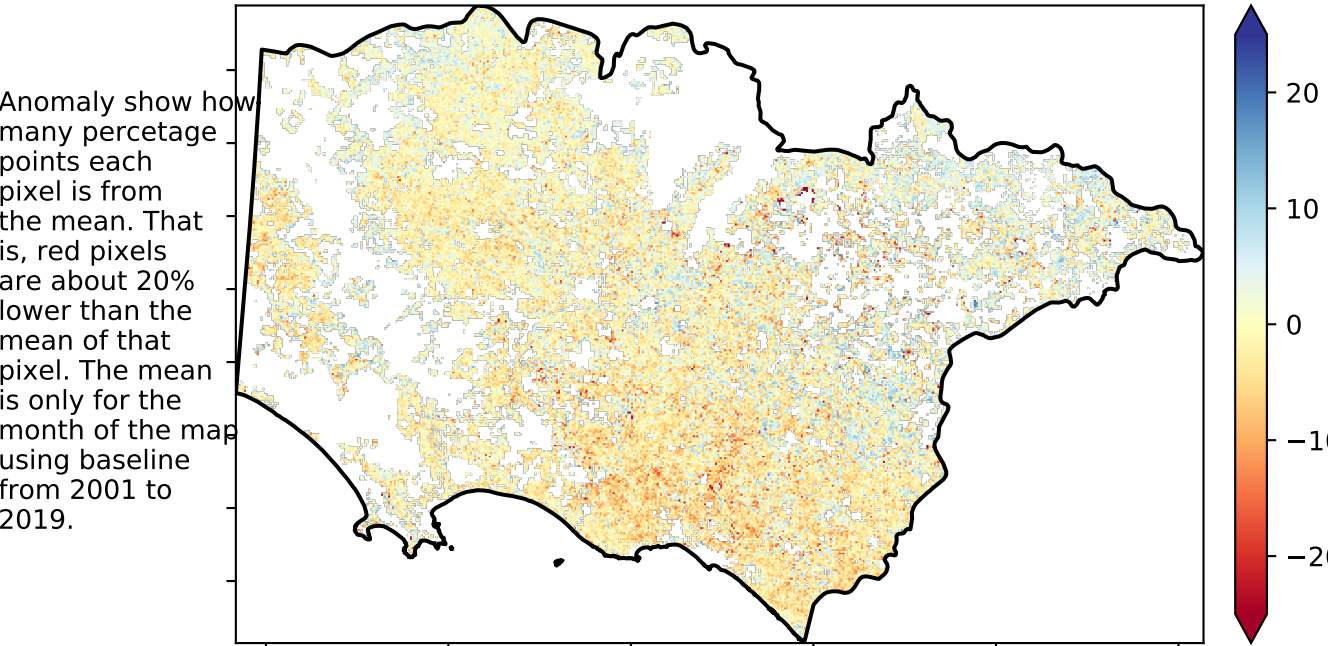 Anomaly show how
many percetage
points each
pixel is from
the mean. That
is, red pixels
are about 20%
lower than the
mean of that
pixel. The mean
is only for the
month of the map
using baseline
from 2001 to
2019.
20
10
0
−10
−20